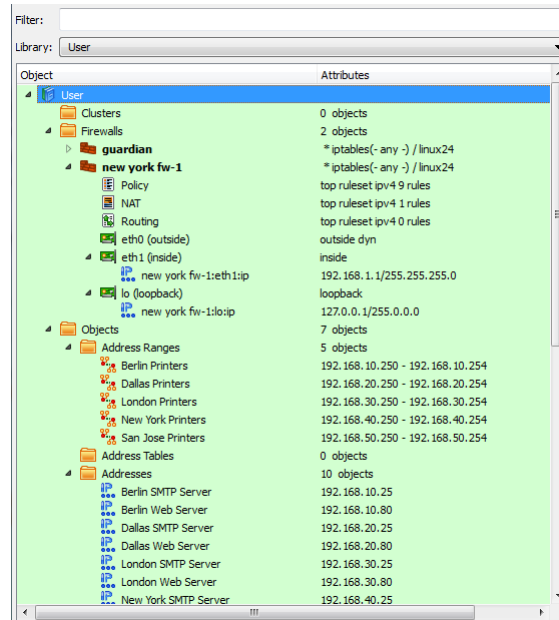 Filter:
Library: User
Object Attributes
User
Clusters 0 objects
Firewalls 2 objects
guardian * iptables(- any -) / linux24
new york fw-1 * iptables(- any -) / linux24
Policy top ruleset ipv4 9 rules
NAT top ruleset ipv4 1 rules
Routing top ruleset ipv4 0 rules
eth0 (outside) outside dyn
eth1 (inside) inside
IP new york fw-1:eth1:ip 192.168.1.1/255.255.255.0
lo (loopback) loopback
IP new york fw-1:lo:ip 127.0.0.1/255.0.0.0
Objects 7 objects
Address Ranges 5 objects
Berlin Printers 192.168.10.250 - 192.168.10.254
Dallas Printers 192.168.20.250 - 192.168.20.254
London Printers 192.168.30.250 - 192.168.30.254
New York Printers 192.168.40.250 - 192.168.40.254
San Jose Printers 192.168.50.250 - 192.168.50.254
Address Tables 0 objects
Addresses 10 objects
IP Berlin SMTP Server 192.168.10.25
IP Berlin Web Server 192.168.10.80
IP Dallas SMTP Server 192.168.20.25
IP Dallas Web Server 192.168.20.80
IP London SMTP Server 192.168.30.25
IP London Web Server 192.168.30.80
IP New York SMTP Server 192.168.40.25